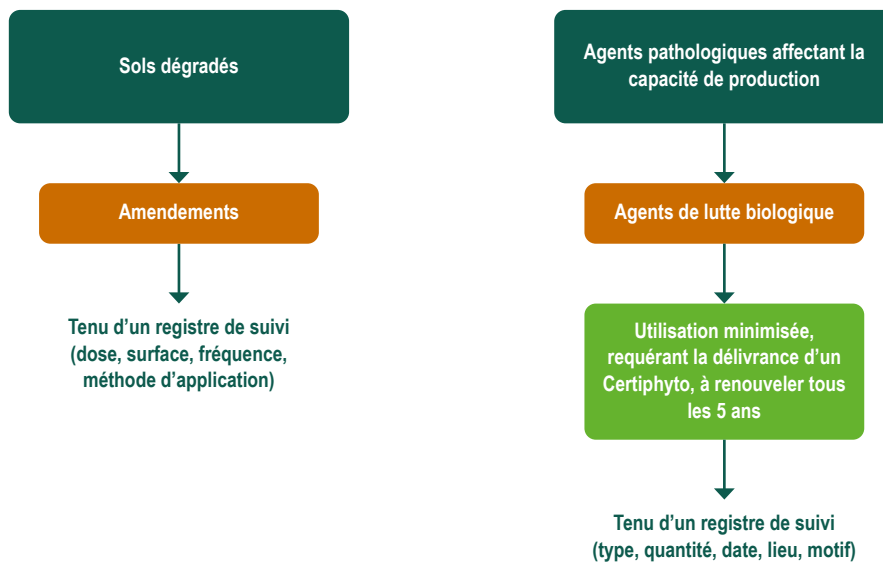 Sols dégradés
Amendements
Tenu d’un registre de suivi
(dose, surface, fréquence,
méthode d’application)
Agents pathologiques affectant la
capacité de production
Agents de lutte biologique
Utilisation minimisée,
requérant la délivrance d’un
Certiphyto, à renouveler tous
les 5 ans
Tenu d’un registre de suivi
(type, quantité, date, lieu, motif)